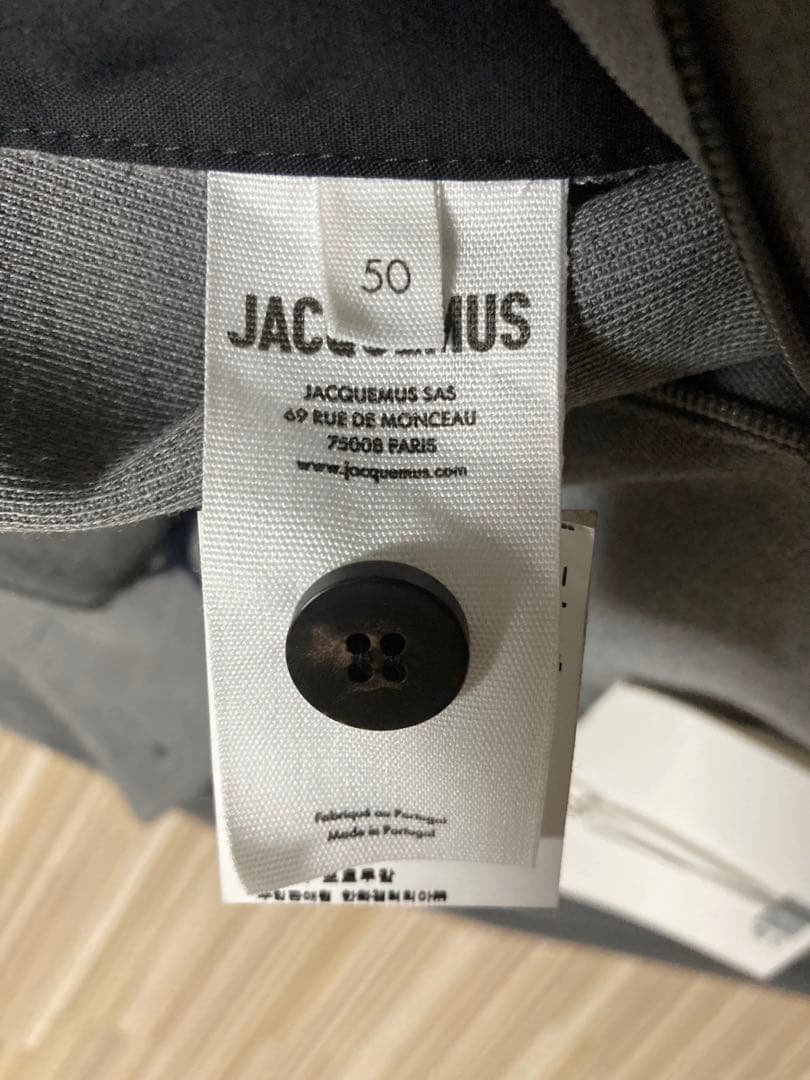 50
JACQUEMUS
JACQUEMUS SAS
69 RUE DE MONCEAU
75008 PARIS
www.jacquemus.com
Fabriqué au Portugal
Made in Portugal